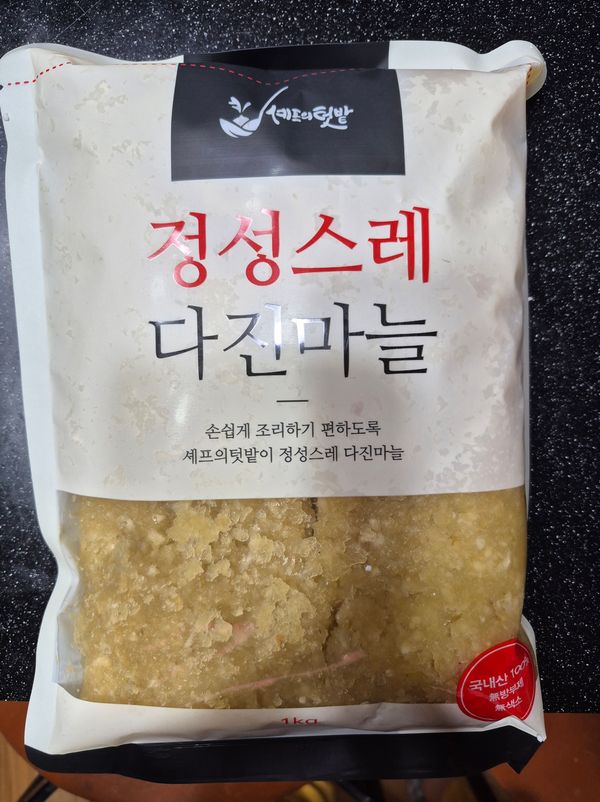 셰프의텃밭
정성스레
다진마늘
손쉽게 조리하기 편하도록
셰프의텃밭이 정성스레 다진마늘
국내산 100%
無방부제
無색소
1kg